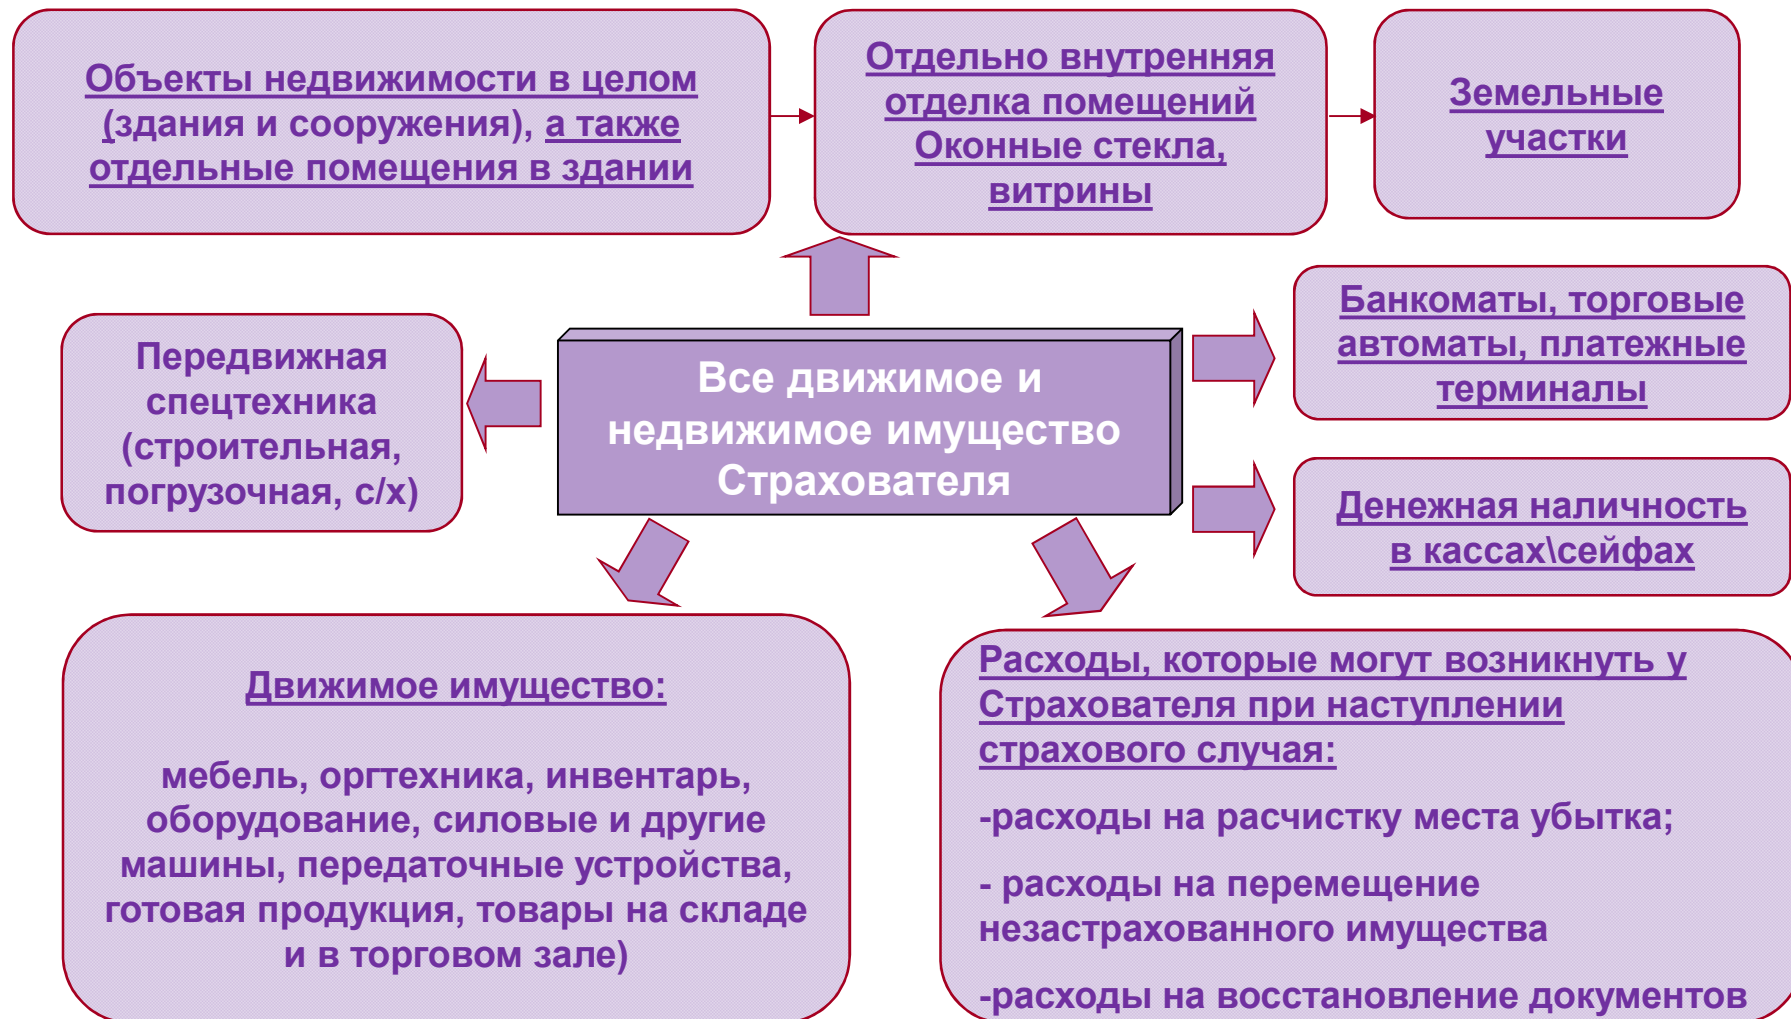 Объекты недвижимости в целом
(здания и сооружения), а также
отдельные помещения в здании
Отдельно внутренняя
отделка помещений
Оконные стекла,
витрины
Земельные
участки
Передвижная
спецтехника
(строительная,
погрузочная, с/х)
Все движимое и
недвижимое имущество
Страхователя
Банкоматы, торговые
автоматы, платежные
терминалы
Денежная наличность
в кассах\сейфах
Движимое имущество:
мебель, оргтехника, инвентарь,
оборудование, силовые и другие
машины, передаточные устройства,
готовая продукция, товары на складе
и в торговом зале)
Расходы, которые могут возникнуть у
Страхователя при наступлении
страхового случая:
-расходы на расчистку места убытка;
- расходы на перемещение
незастрахованного имущества
-расходы на восстановление документов